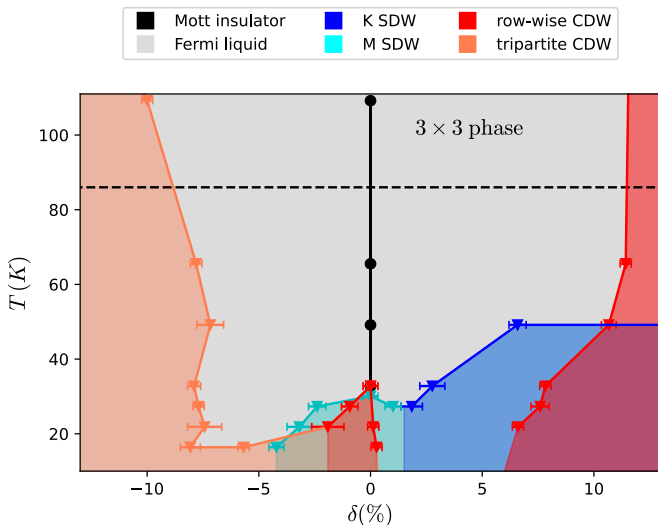 Mott insulator K SDW row-wise CDW
Fermi liquid M SDW tripartite CDW
3 × 3 phase
100
80
60
40
20
T (K)
−10 −5 0 5 10
δ(%)